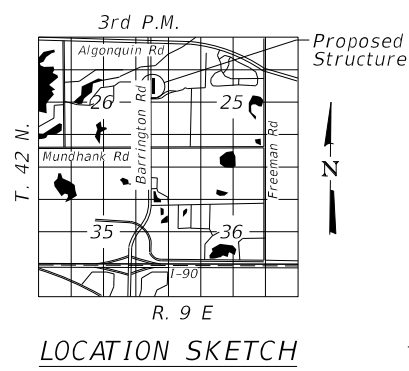 3rd P.M.
Algonquin Rd
Proposed
Structure
26
25
Barrington Rd
T. 42 N.
Mundhank Rd
Freeman Rd
N
35
36
I-90
R. 9 E
LOCATION SKETCH